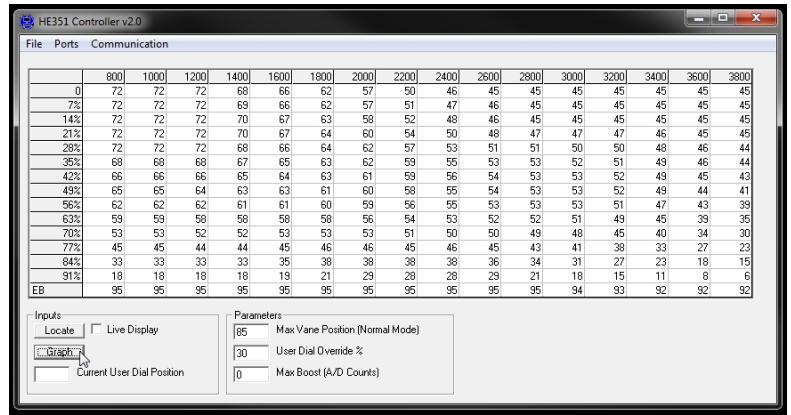 HE351 Controller v2.0
File Ports Communication
800 1000 1200 1400 1600 1800 2000 2200 2400 2600 2800 3000 3200 3400 3600 3800
0 72 72 72 68 66 62 57 50 46 45 45 45 45 45 45 45
7% 72 72 72 69 66 62 57 51 47 46 45 45 45 45 45 45
14% 72 72 72 70 67 63 58 52 48 46 45 45 45 45 45 45
21% 72 72 72 70 67 64 60 54 50 48 47 47 47 46 45 45
28% 72 72 72 68 66 64 62 57 53 51 51 50 50 48 46 44
35% 68 68 68 67 65 63 62 59 55 53 53 52 51 49 46 44
42% 66 66 66 65 64 63 61 59 56 54 53 53 52 49 45 43
49% 65 65 64 63 63 61 60 58 55 54 53 53 52 49 44 41
56% 62 62 62 61 61 60 59 56 55 53 53 53 51 47 43 39
63% 59 59 58 58 58 58 56 54 53 52 52 51 49 45 39 35
70% 53 53 52 52 53 53 53 51 50 50 49 48 45 40 34 30
77% 45 45 44 44 45 46 46 45 46 45 43 41 38 33 27 23
84% 33 33 33 33 35 38 38 38 38 36 34 31 27 23 18 15
91% 18 18 18 18 19 21 29 28 28 29 21 18 15 11 8 6
EB 95 95 95 95 95 95 95 95 95 95 95 94 93 92 92 92
Inputs
Locate Live Display
Graph
Current User Dial Position
Parameters
85 Max Vane Position (Normal Mode)
30 User Dial Override %
0 Max Boost (A/D Counts)